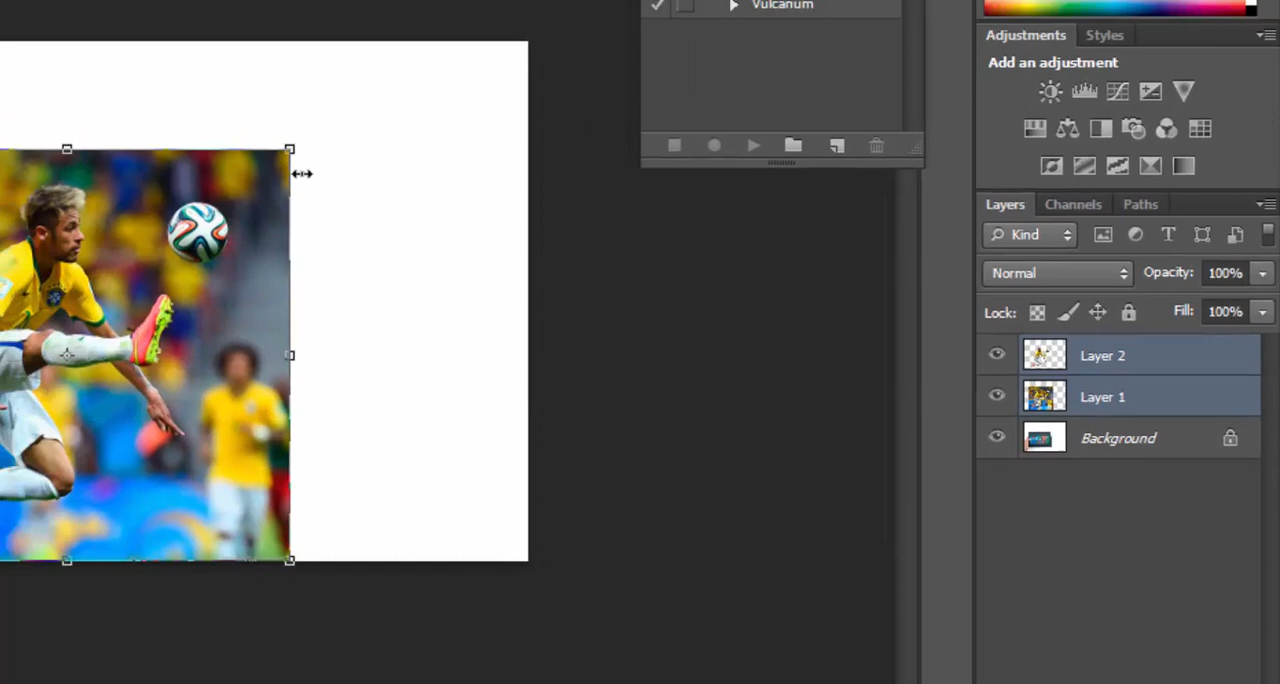 Vulcanum
Adjustments Styles
Add an adjustment
Layers Channels Paths
Kind
Normal Opacity: 100%
Lock: Fill: 100%
Layer 2
Layer 1
Background